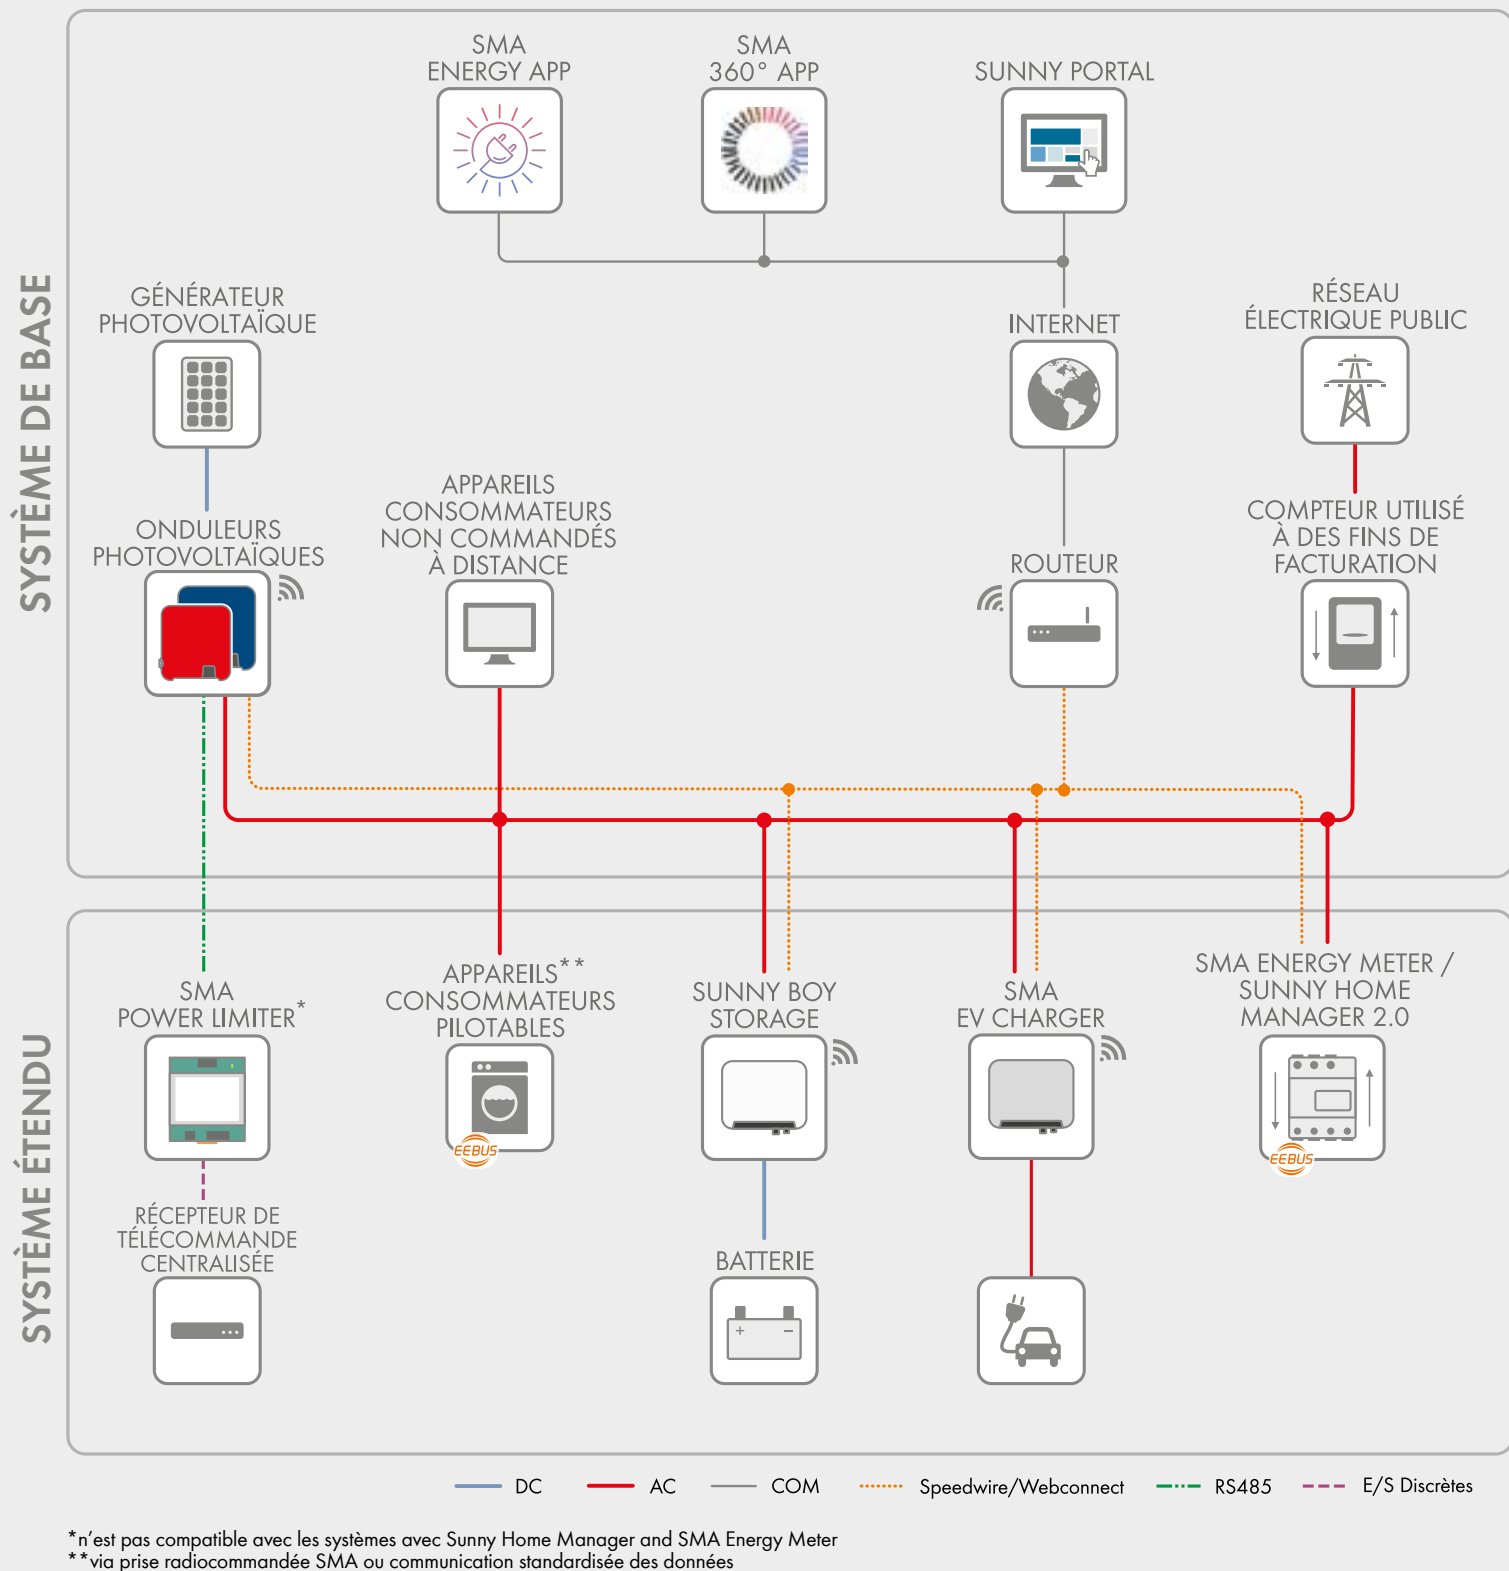 SYSTÈME DE BASE
SMA
ENERGY APP
SMA
360° APP
SUNNY PORTAL
GÉNÉRATEUR
PHOTOVOLTAÏQUE
INTERNET
RÉSEAU
ÉLECTRIQUE PUBLIC
ONDULEURS
PHOTOVOLTAÏQUES
APPAREILS
CONSOMMATEURS
NON COMMANDÉS
À DISTANCE
ROUTEUR
COMPTEUR UTILISÉ
À DES FINS DE
FACTURATION
SYSTÈME ÉTENDU
SMA
POWER LIMITER*
APPAREILS**
CONSOMMATEURS
PILOTABLES
EEBUS
SUNNY BOY
STORAGE
SMA
EV CHARGER
SMA ENERGY METER /
SUNNY HOME
MANAGER 2.0
EEBUS
RÉCEPTEUR DE
TÉLÉCOMMANDE
CENTRALISÉE
BATTERIE
+ −
DC
AC
COM
Speedwire/Webconnect
RS485
E/S Discrètes
*n’est pas compatible avec les systèmes avec Sunny Home Manager and SMA Energy Meter
**via prise radiocommandée SMA ou communication standardisée des données